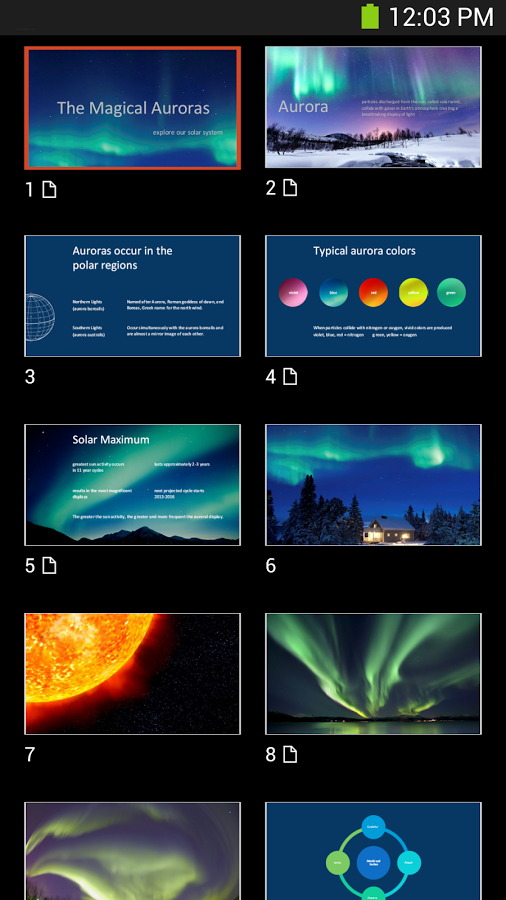 12:03 PM
The Magical Auroras
explore our solar system
1
Aurora
particles discharged from the sun, called solar wind,
collide with gases in Earth's atmosphere creating a
breathtaking display of light
2
Auroras occur in the
polar regions
Northern Lights
(aurora borealis)
Named after Aurora, Roman goddess of dawn, and
Boreas, Greek name for the north wind.
Southern Lights
(aurora australis)
Occur simultaneously with the aurora borealis and
are almost a mirror image of each other.
3
Typical aurora colors
violet
blue
red
yellow
green
When particles collide with nitrogen or oxygen, vivid colors are produced
violet, blue, red = nitrogen green, yellow = oxygen
4
Solar Maximum
greatest sun activity occurs
in 11 year cycles
lasts approximately 2-3 years
results in the most magnificent
displays
next projected cycle starts
2013-2016
The greater the sun activity, the greater and more frequent the auroral display.
5
6
7
8